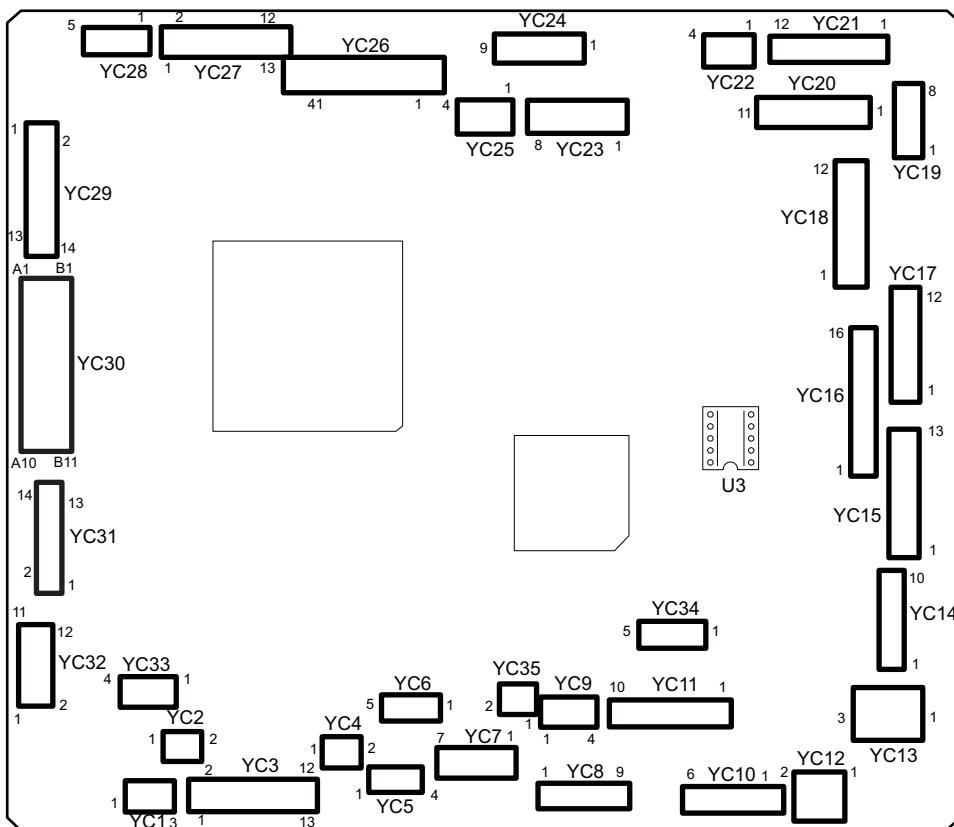 5 1 YC28
2 12 1 YC27 13
YC26 41 1
YC24 9 1
4 1 YC22
12 YC21 1
YC20 11 1
8 1 YC19
4 1 YC25
8 YC23 1
1 2 YC29 13 14
12 YC18 1
A1 B1 YC30 A10 B11
YC17 12 1
16 YC16 1
13 YC15 1
U3
14 13 YC31 2 1
10 YC14 1
YC34 5 1
11 12 YC32 1 2
YC33 4 1
YC6 5 1
YC35 2 1
YC9 1 4
10 YC11 1
3 1 YC13
YC2 1 2
YC4 1 2
7 YC7 1
2 YC3 12 1 13
1 YC5 4
1 YC8 9
6 YC10 1
2 YC12 1
1 YC1 3